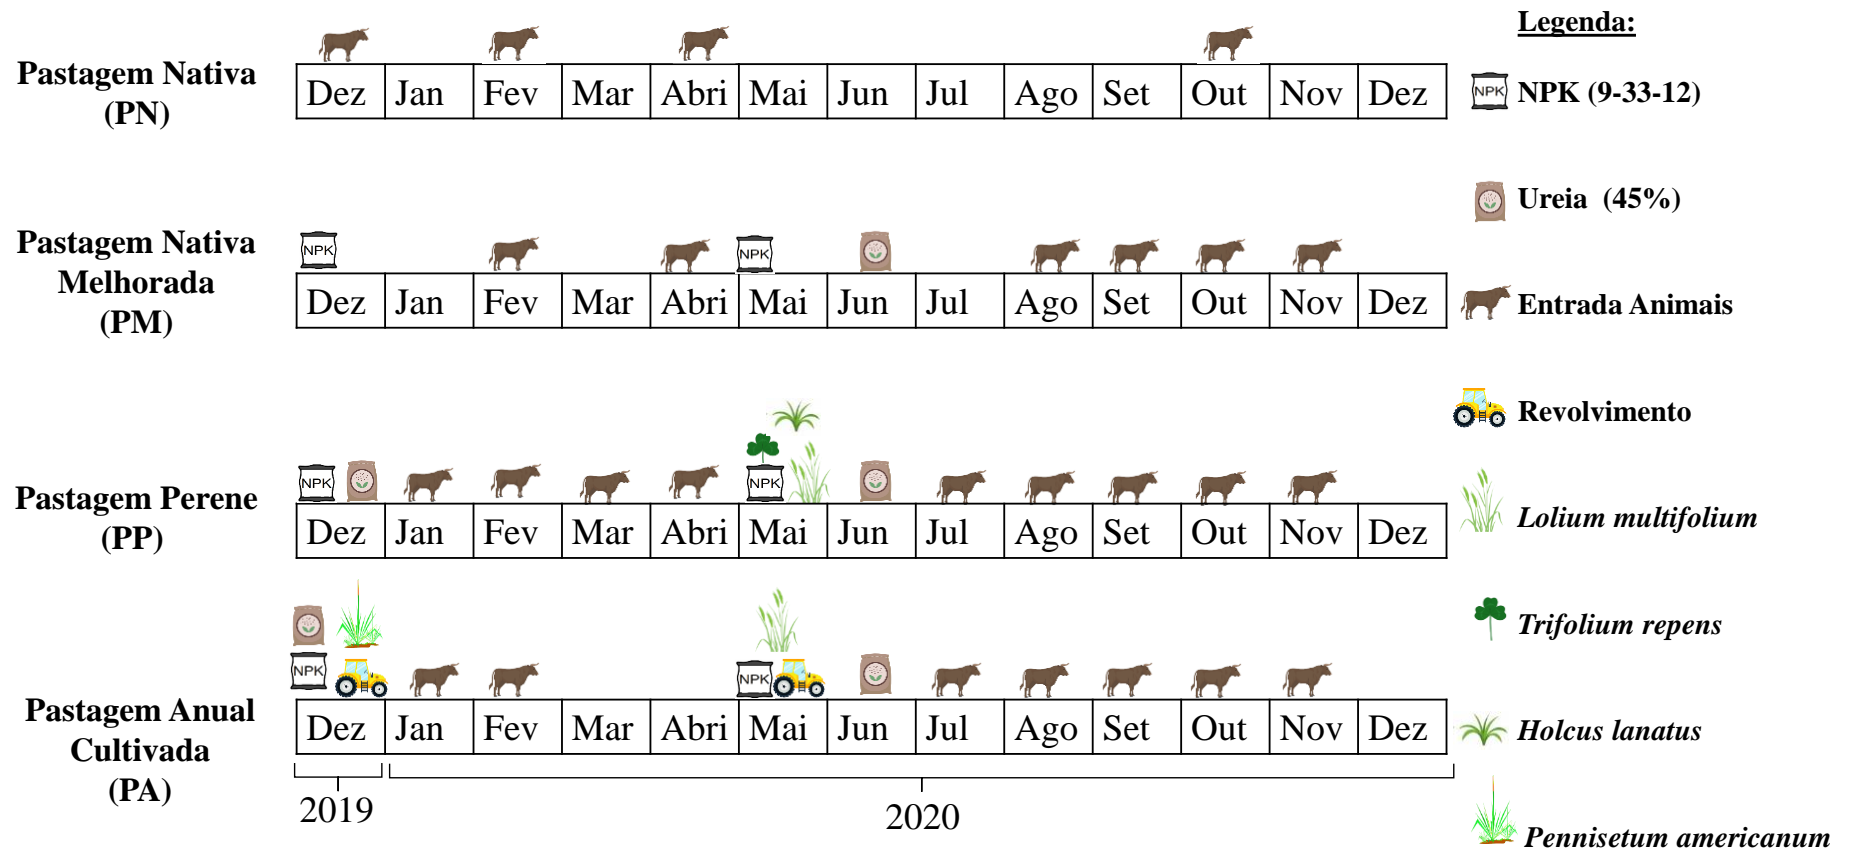 Legenda:
Pastagem Nativa
(PN)
Dez Jan Fev Mar Abri Mai Jun Jul Ago Set Out Nov Dez
NPK NPK (9-33-12)
Ureia (45%)
Pastagem Nativa
Melhorada
(PM)
NPK NPK
Dez Jan Fev Mar Abri Mai Jun Jul Ago Set Out Nov Dez
Entrada Animais
Revolvimento
Pastagem Perene
(PP)
NPK NPK
Dez Jan Fev Mar Abri Mai Jun Jul Ago Set Out Nov Dez
Lolium multifolium
Trifolium repens
Pastagem Anual
Cultivada
(PA)
NPK NPK
Dez Jan Fev Mar Abri Mai Jun Jul Ago Set Out Nov Dez
Holcus lanatus
2019 2020
Pennisetum americanum